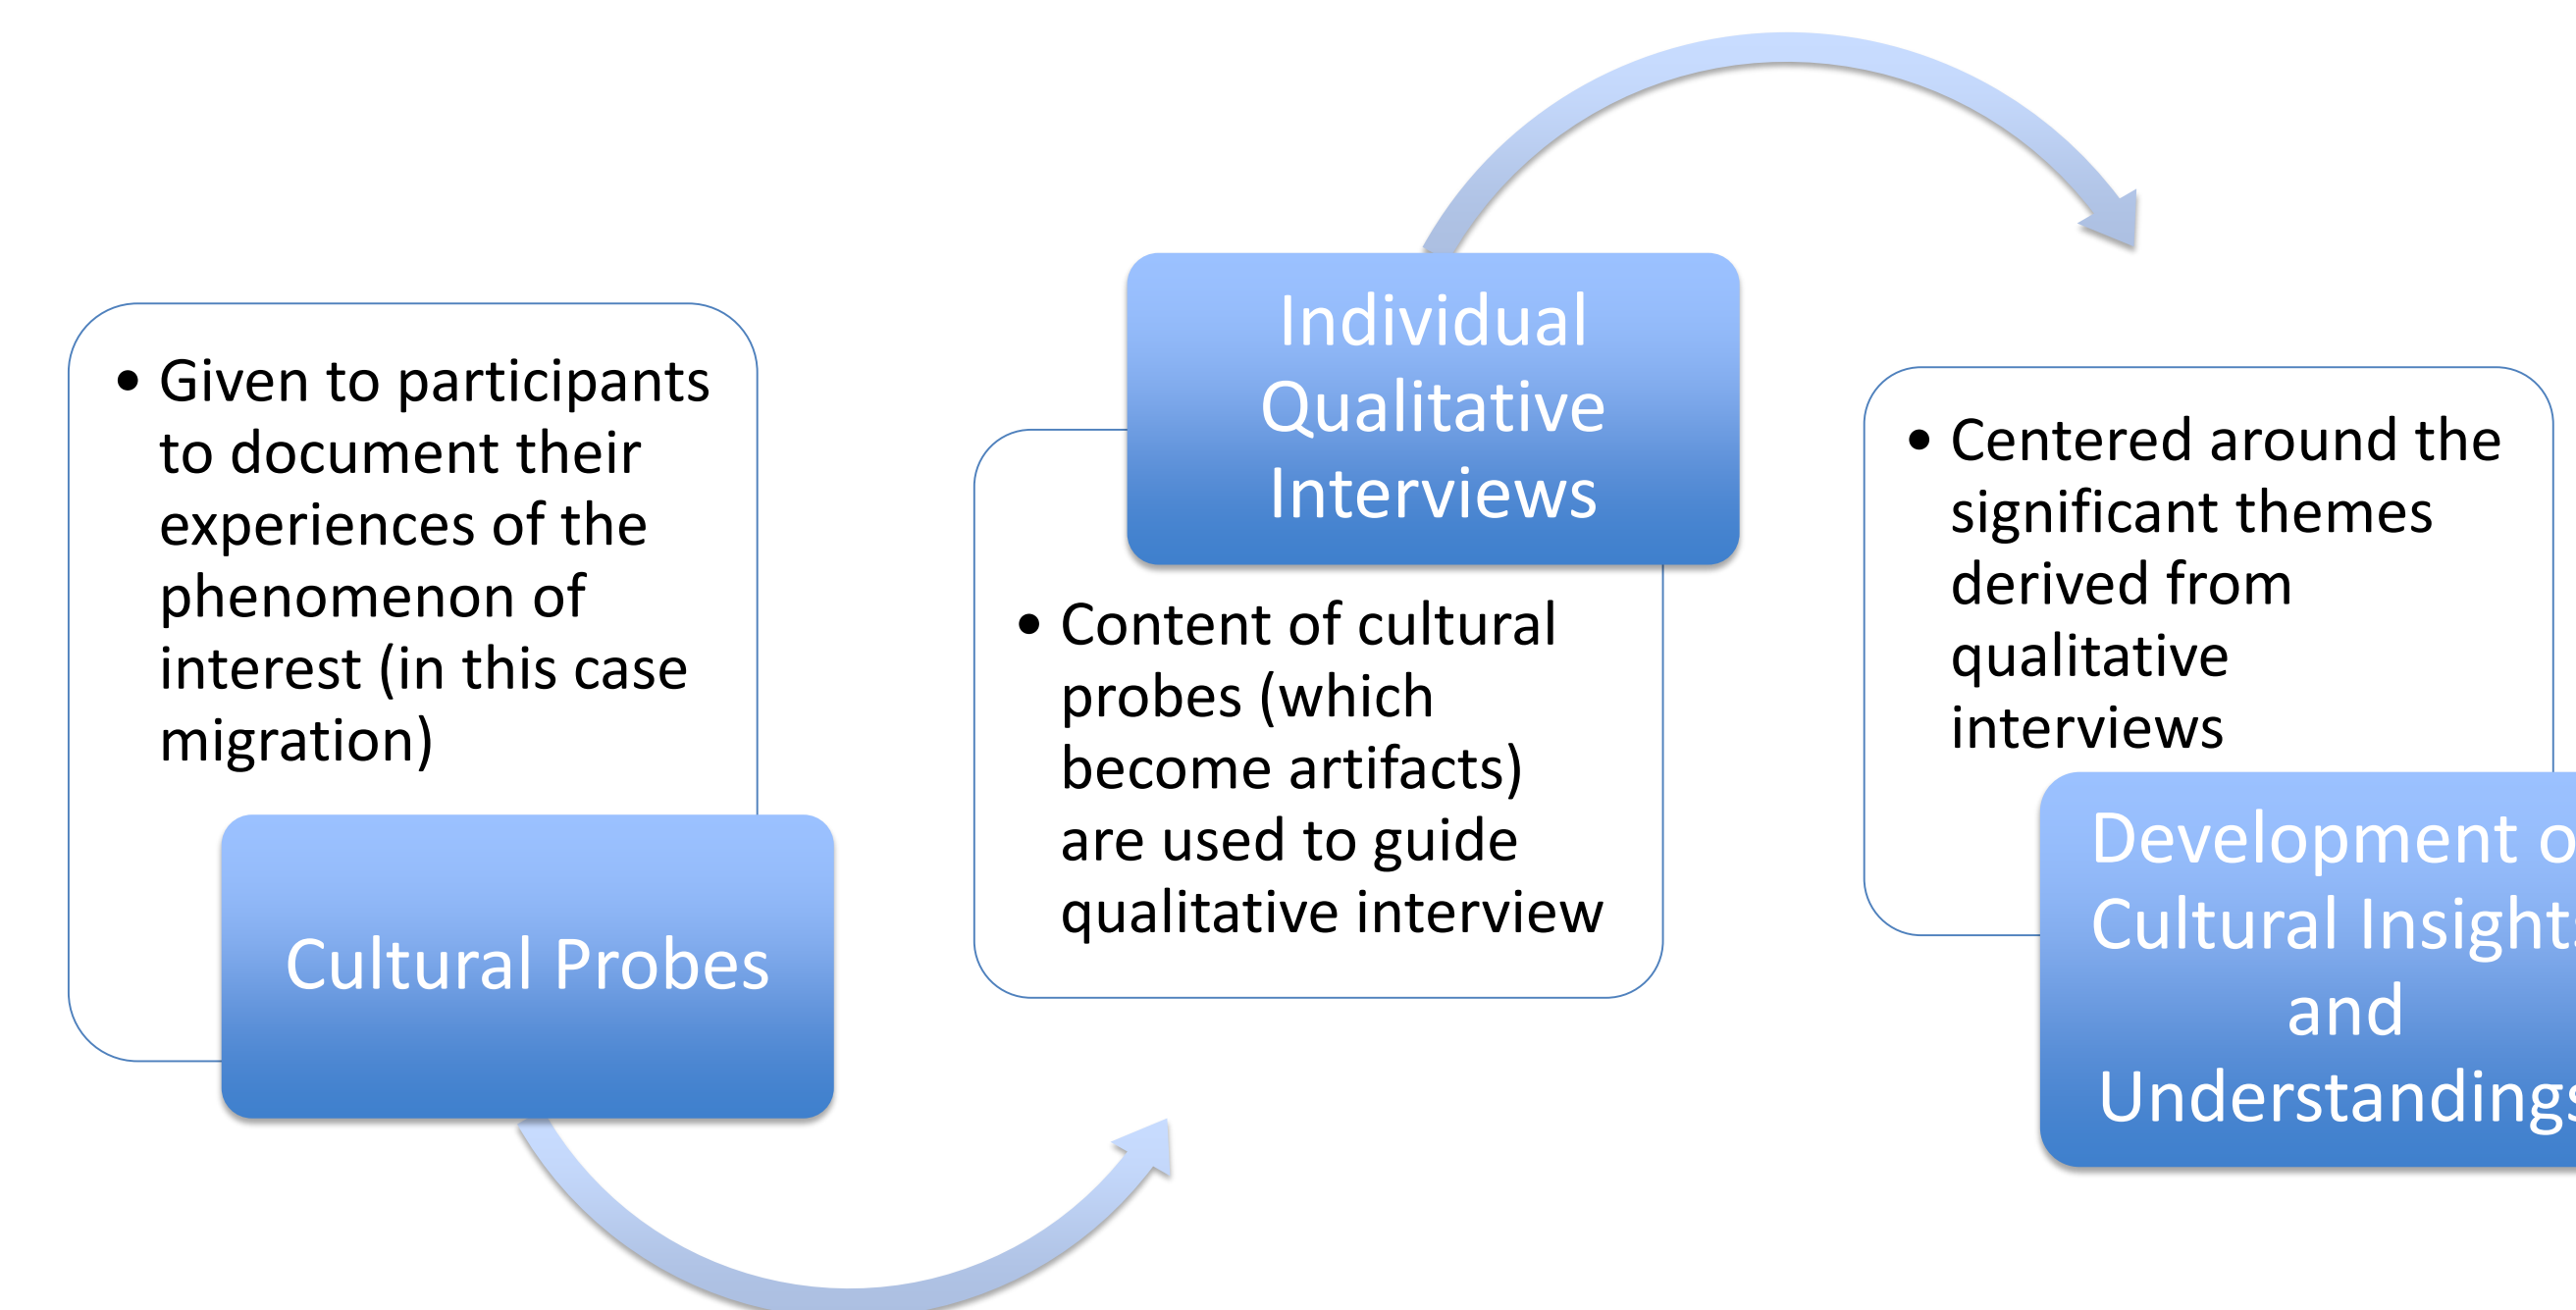 • Given to participants
to document their
experiences of the
phenomenon of
interest (in this case
migration)
Cultural Probes
Individual
Qualitative
Interviews
• Content of cultural
probes (which
become artifacts)
are used to guide
qualitative interview
• Centered around the
significant themes
derived from
qualitative
interviews
Development o
Cultural Insight
and
Understandings